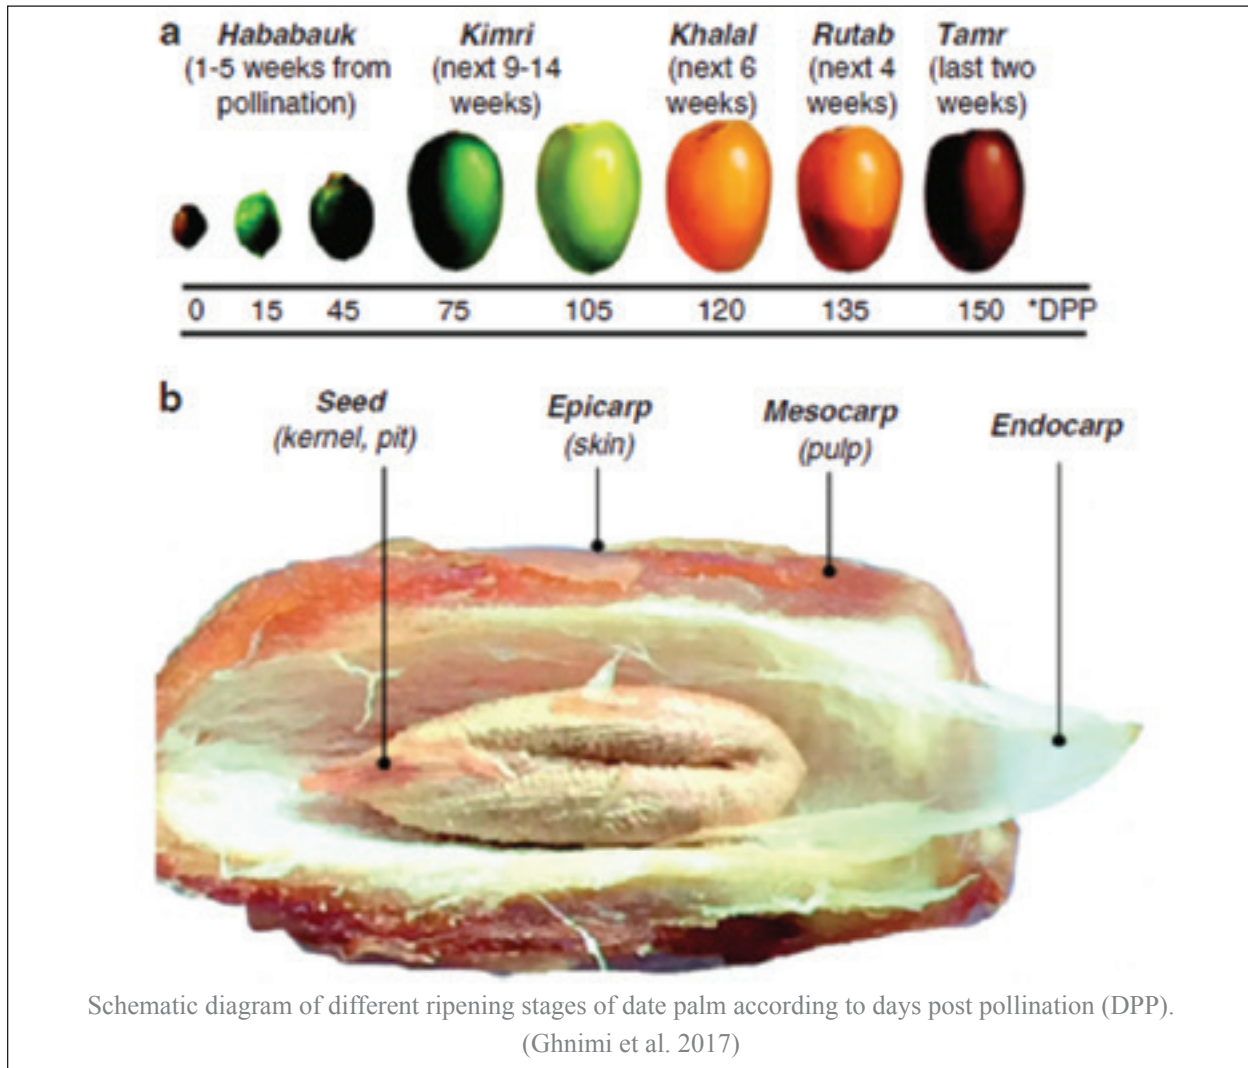 a
Hababauk
(1-5 weeks from
pollination)
Kimri
(next 9-14
weeks)
Khalal
(next 6
weeks)
Rutab
(next 4
weeks)
Tamr
(last two
weeks)
0 15 45 75 105 120 135 150 *DPP
b
Seed
(kernel, pit)
Epicarp
(skin)
Mesocarp
(pulp)
Endocarp
Schematic diagram of different ripening stages of date palm according to days post pollination (DPP).
(Ghnimi et al. 2017)